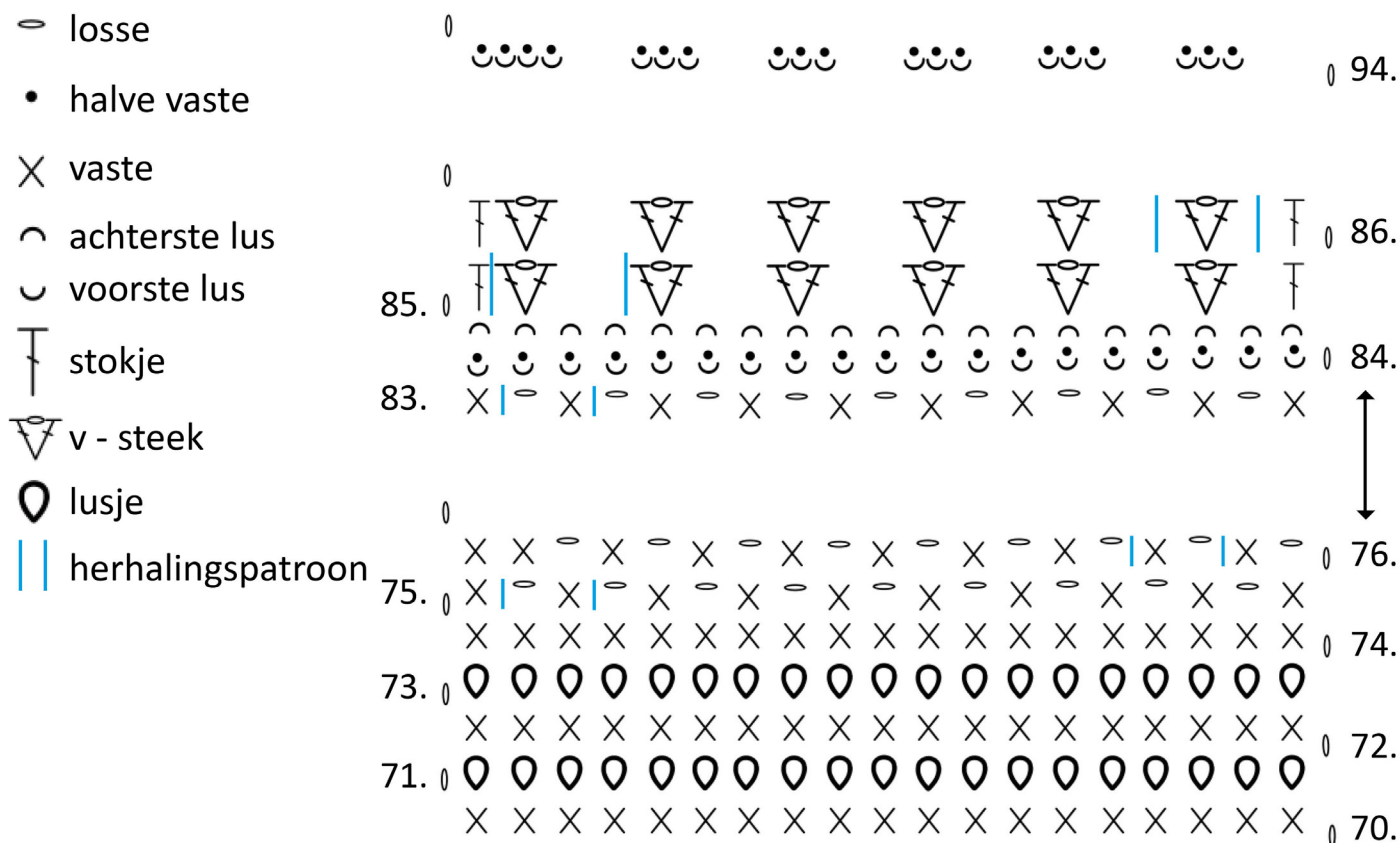 losse
halve vaste
vaste
achterste lus
voorste lus
stokje
v - steek
lusje
herhalingspatroon
94.
86.
85.
84.
83.
76.
75.
74.
73.
72.
71.
70.